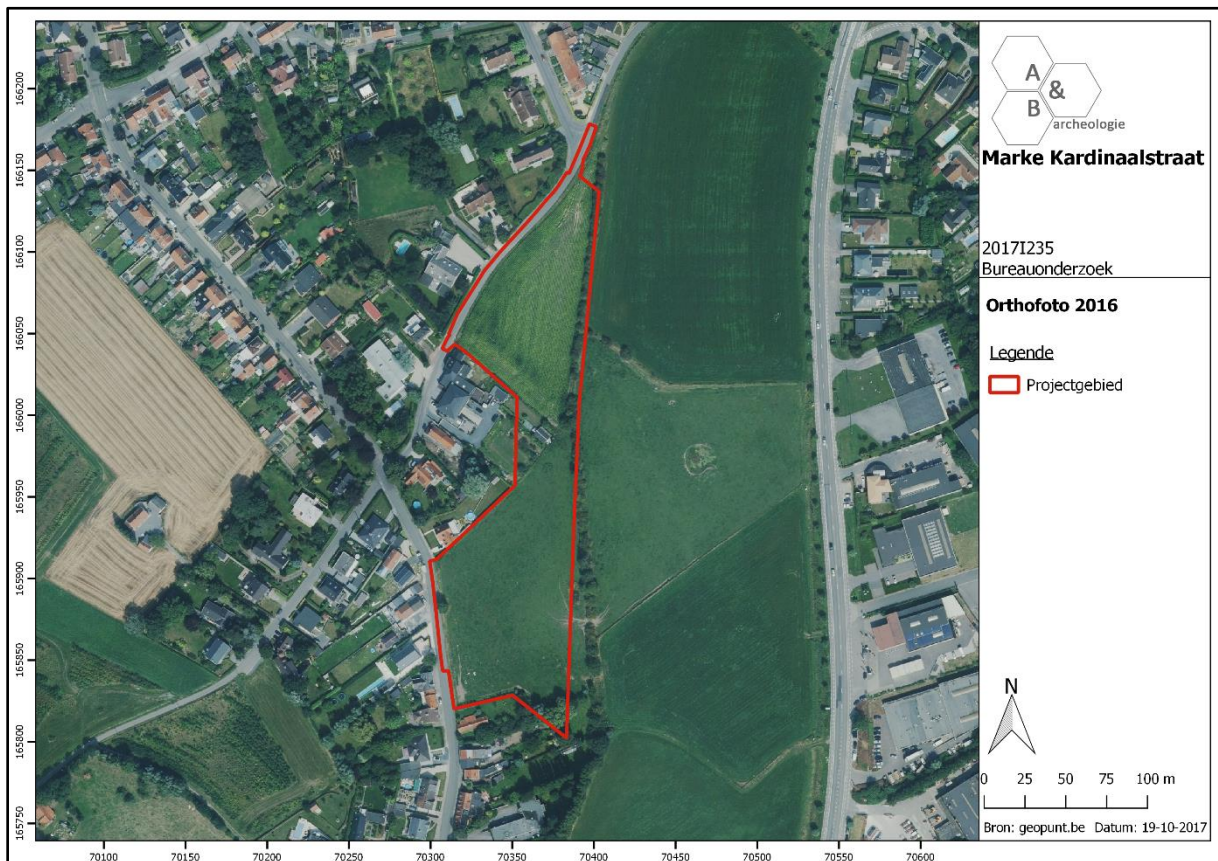 A
&
B
archeologie
Marke Kardinaalstraat
2017I235
Bureauonderzoek
Orthofoto 2016
Legende
Projectgebied
N
0 25 50 75 100 m
Bron: geopunt.be Datum: 19-10-2017
166200
166150
166100
166050
166000
165950
165900
165850
165800
165750
70100 70150 70200 70250 70300 70350 70400 70450 70500 70550 70600